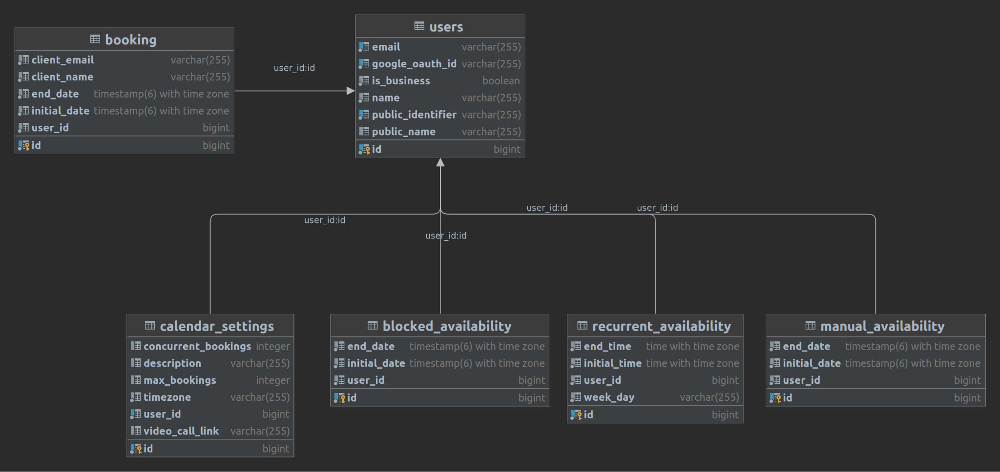 booking
client_email varchar(255)
client_name varchar(255)
end_date timestamp(6) with time zone
initial_date timestamp(6) with time zone
user_id bigint
id bigint
user_id:id
users
email varchar(255)
google_oauth_id varchar(255)
is_business boolean
name varchar(255)
public_identifier varchar(255)
public_name varchar(255)
id bigint
user_id:id
user_id:id
user_id:id
user_id:id
calendar_settings
concurrent_bookings integer
description varchar(255)
max_bookings integer
timezone varchar(255)
user_id bigint
video_call_link varchar(255)
id bigint
blocked_availability
end_date timestamp(6) with time zone
initial_date timestamp(6) with time zone
user_id bigint
id bigint
recurrent_availability
end_time time with time zone
initial_time time with time zone
user_id bigint
week_day varchar(255)
id bigint
manual_availability
end_date timestamp(6) with time zone
initial_date timestamp(6) with time zone
user_id bigint
id bigint